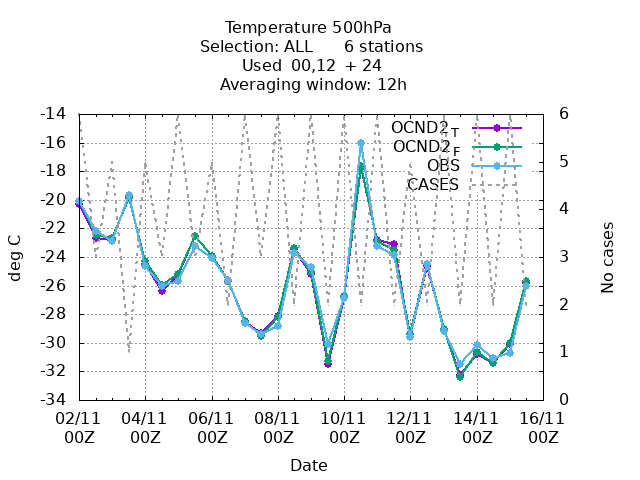 Temperature 500hPa
Selection: ALL 6 stations
Used 00,12 + 24
Averaging window: 12h
-14 6
OCND2_T
-16
OCND2_F
-18 5
OBS
CASES
-20 4
-22
-24 3
deg C
No cases
-26
-28 2
-30
-32 1
-34 0
02/11 04/11 06/11 08/11 10/11 12/11 14/11 16/11
00Z 00Z 00Z 00Z 00Z 00Z 00Z 00Z
Date